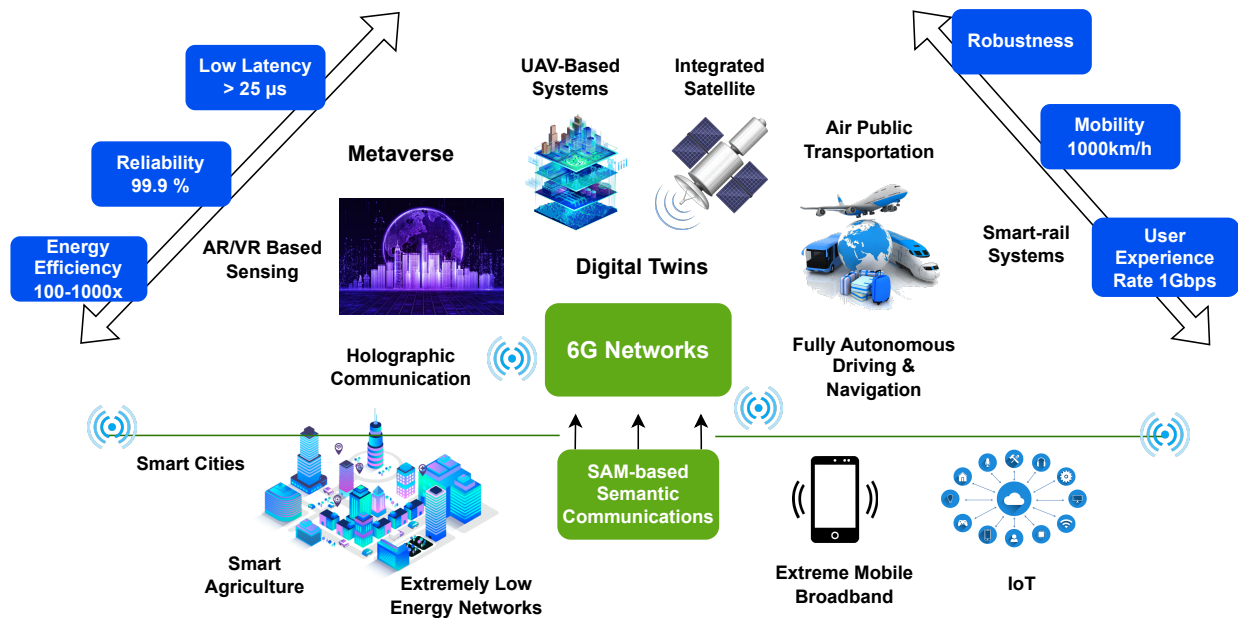 Low Latency
> 25 µs
Reliability
99.9 %
Energy
Efficiency
100-1000x
Robustness
Mobility
1000km/h
User
Experience
Rate 1Gbps
UAV-Based
Systems
Integrated
Satellite
Metaverse
Air Public
Transportation
AR/VR Based
Sensing
Digital Twins
Smart-rail
Systems
6G Networks
Holographic
Communication
Fully Autonomous
Driving &
Navigation
Smart Cities
SAM-based
Semantic
Communications
Smart
Agriculture
Extremely Low
Energy Networks
Extreme Mobile
Broadband
IoT